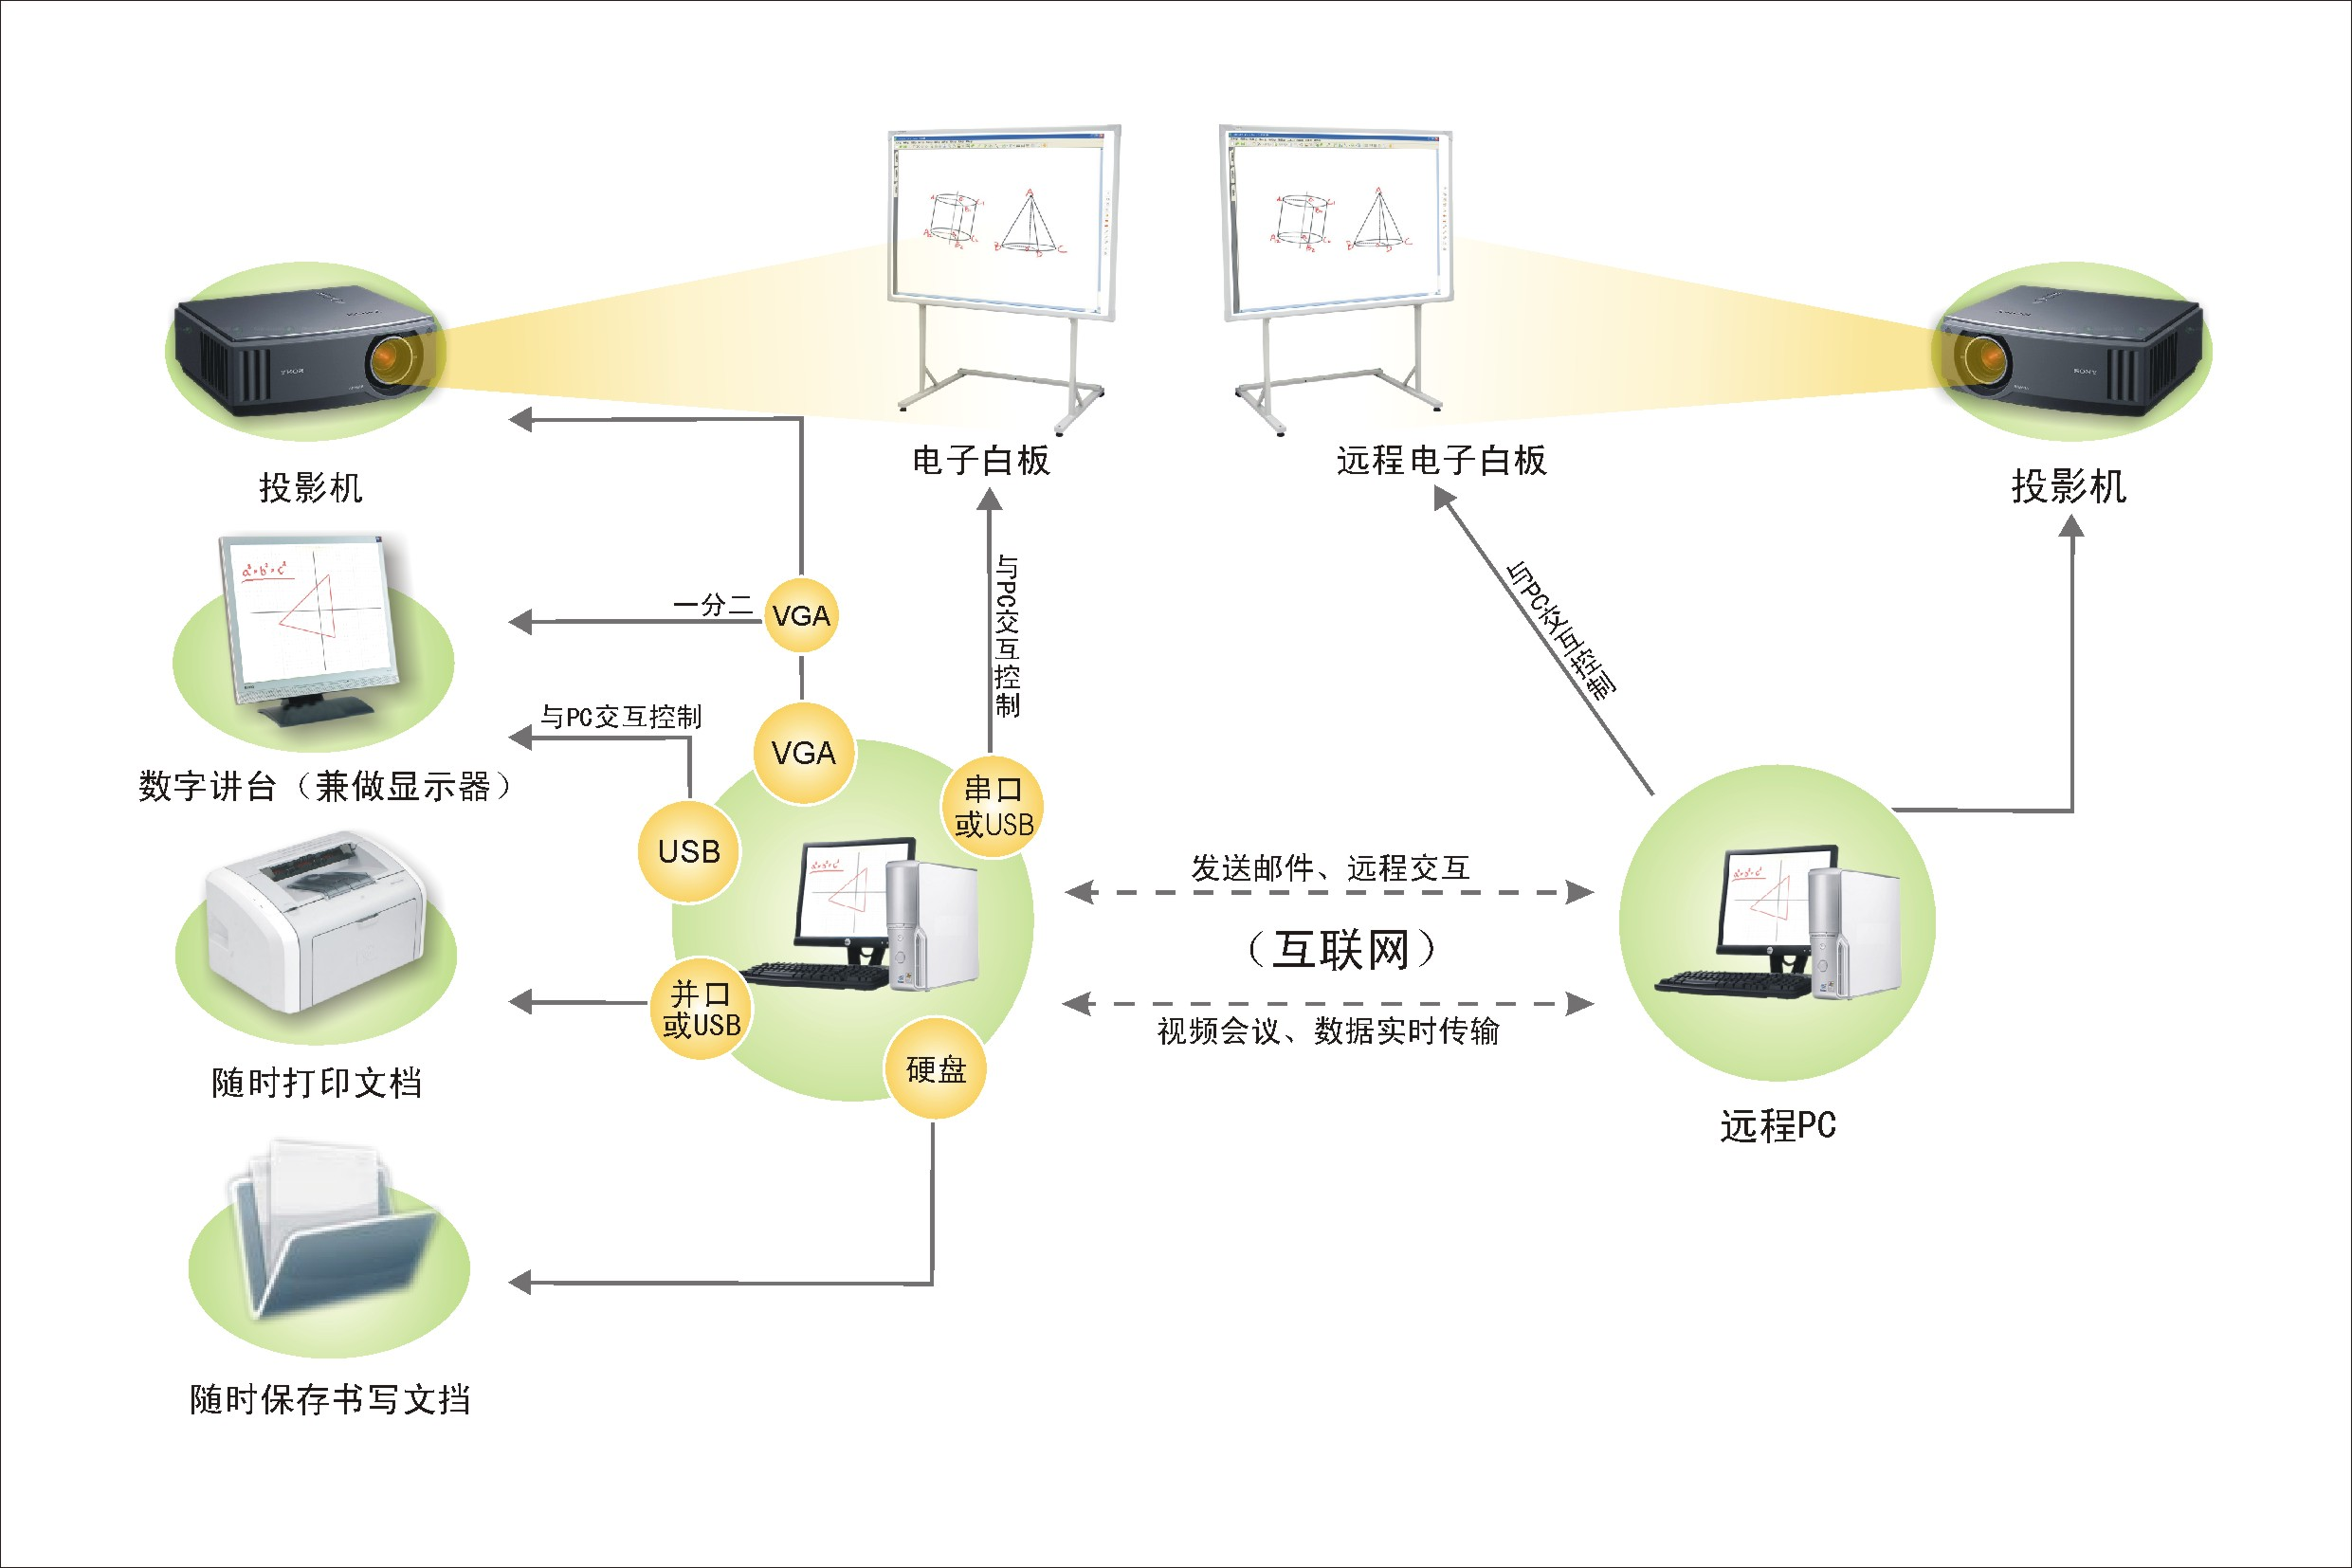 电子白板
远程电子白板
投影机
投影机
SONY
SONY
a²+b²=c²
一分二
VGA
与PC交互控制
与PC交互控制
与PC交互控制
VGA
数字讲台（兼做显示器）
串口
或USB
USB
发送邮件、远程交互
（互联网）
并口
或USB
视频会议、数据实时传输
硬盘
随时打印文档
远程PC
随时保存书写文挡